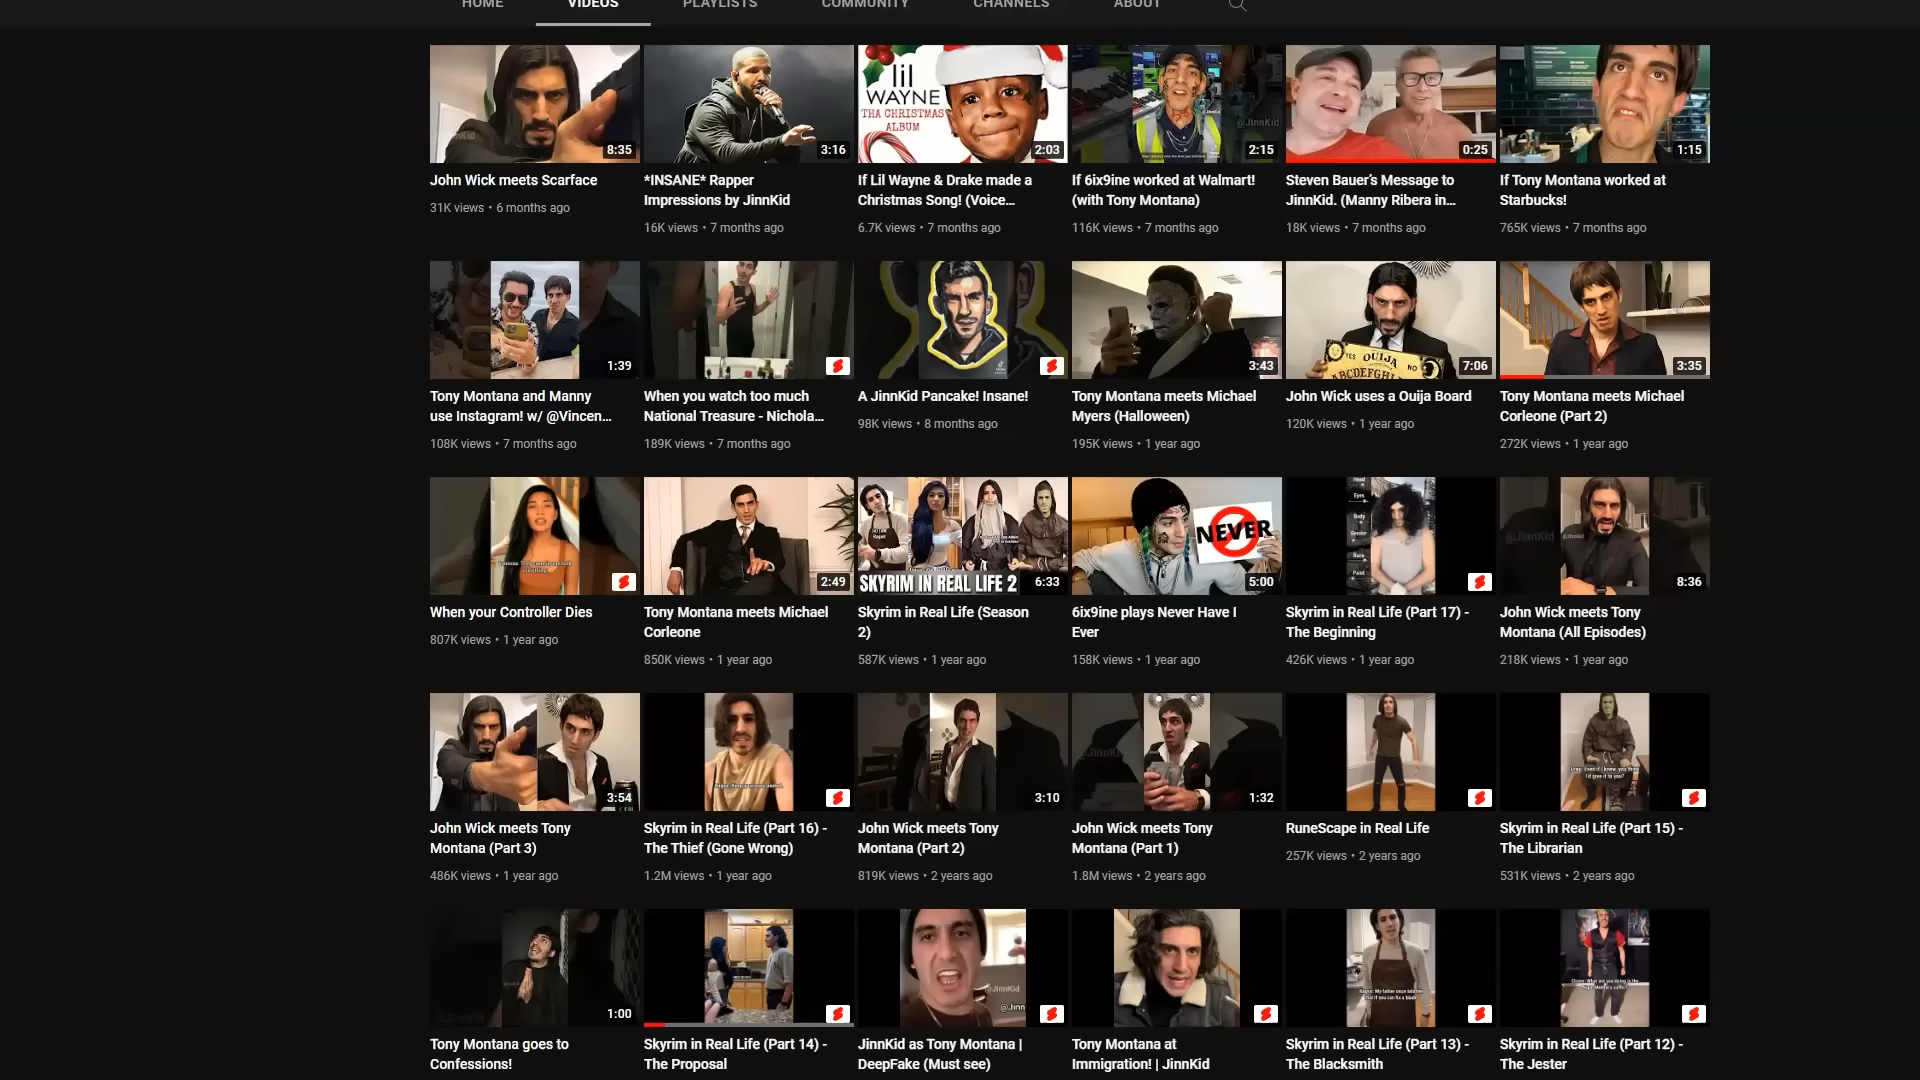 HOME VIDEOS PLAYLISTS COMMUNITY CHANNELS ABOUT
lil
WAYNE
THA CHRISTMAS
ALBUM
@JinnKid
8:35 3:16 2:03 2:15 0:25 1:15
John Wick meets Scarface
31K views • 6 months ago
*INSANE* Rapper
Impressions by JinnKid
16K views • 7 months ago
If Lil Wayne & Drake made a
Christmas Song! (Voice...
6.7K views • 7 months ago
If 6ix9ine worked at Walmart!
(with Tony Montana)
116K views • 7 months ago
Steven Bauer's Message to
JinnKid. (Manny Ribera in...
18K views • 7 months ago
If Tony Montana worked at
Starbucks!
765K views • 7 months ago
YES OUIJA NO
ABCDEFGHI
1:39 3:43 7:06 3:35
Tony Montana and Manny
use Instagram! w/ @Vincen...
108K views • 7 months ago
When you watch too much
National Treasure - Nichola...
189K views • 7 months ago
A JinnKid Pancake! Insane!
98K views • 8 months ago
Tony Montana meets Michael
Myers (Halloween)
195K views • 1 year ago
John Wick uses a Ouija Board
120K views • 1 year ago
Tony Montana meets Michael
Corleone (Part 2)
272K views • 1 year ago
SKYRIM IN REAL LIFE 2
NEVER
@JinnKid
2:49 6:33 5:00 8:36
When your Controller Dies
807K views • 1 year ago
Tony Montana meets Michael
Corleone
850K views • 1 year ago
Skyrim in Real Life (Season
2)
587K views • 1 year ago
6ix9ine plays Never Have I
Ever
158K views • 1 year ago
Skyrim in Real Life (Part 17) -
The Beginning
426K views • 1 year ago
John Wick meets Tony
Montana (All Episodes)
218K views • 1 year ago
3:54 3:10 1:32
John Wick meets Tony
Montana (Part 3)
486K views • 1 year ago
Skyrim in Real Life (Part 16) -
The Thief (Gone Wrong)
1.2M views • 1 year ago
John Wick meets Tony
Montana (Part 2)
819K views • 2 years ago
John Wick meets Tony
Montana (Part 1)
1.8M views • 2 years ago
RuneScape in Real Life
257K views • 2 years ago
Skyrim in Real Life (Part 15) -
The Librarian
531K views • 2 years ago
@JinnKid
@Jinn
1:00
Tony Montana goes to
Confessions!
Skyrim in Real Life (Part 14) -
The Proposal
JinnKid as Tony Montana |
DeepFake (Must see)
Tony Montana at
Immigration! | JinnKid
Skyrim in Real Life (Part 13) -
The Blacksmith
Skyrim in Real Life (Part 12) -
The Jester